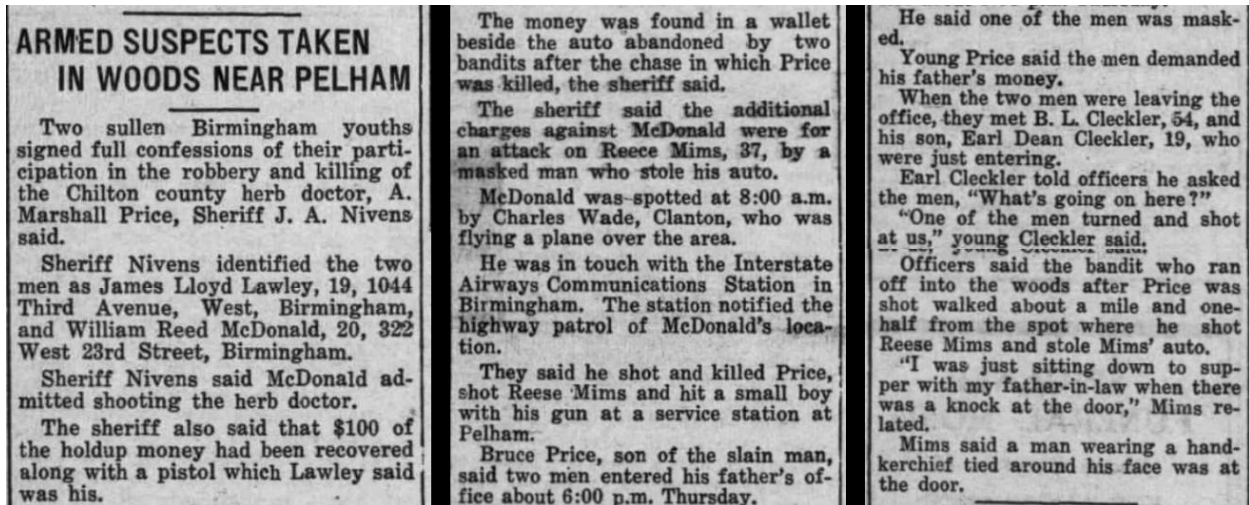 ARMED SUSPECTS TAKEN
IN WOODS NEAR PELHAM
Two sullen Birmingham youths
signed full confessions of their parti-
cipation in the robbery and killing of
the Chilton county herb doctor, A.
Marshall Price, Sheriff J. A. Nivens
said.
Sheriff Nivens identified the two
men as James Lloyd Lawley, 19, 1044
Third Avenue, West, Birmingham,
and William Reed McDonald, 20, 322
West 23rd Street, Birmingham.
Sheriff Nivens said McDonald ad-
mitted shooting the herb doctor.
The sheriff also said that $100 of
the holdup money had been recovered
along with a pistol which Lawley said
was his.
The money was found in a wallet
beside the auto abandoned by two
bandits after the chase in which Price
was killed, the sheriff said.
The sheriff said the additional
charges against McDonald were for
an attack on Reece Mims, 37, by a
masked man who stole his auto.
McDonald was spotted at 8:00 a.m.
by Charles Wade, Clanton, who was
flying a plane over the area.
He was in touch with the Interstate
Airways Communications Station in
Birmingham. The station notified the
highway patrol of McDonald's loca-
tion.
They said he shot and killed Price,
shot Reese Mims and hit a small boy
with his gun at a service station at
Pelham.
Bruce Price, son of the slain man,
said two men entered his father's of-
fice about 6:00 p.m. Thursday.
He said one of the men was mask-
ed.
Young Price said the men demanded
his father's money.
When the two men were leaving the
office, they met B. L. Cleckler, 54, and
his son, Earl Dean Cleckler, 19, who
were just entering.
Earl Cleckler told officers he asked
the men, "What's going on here?"
"One of the men turned and shot
at us," young Cleckler said.
Officers said the bandit who ran
off into the woods after Price was
shot walked about a mile and one-
half from the spot where he shot
Reese Mims and stole Mims' auto.
"I was just sitting down to sup-
per with my father-in-law when there
was a knock at the door," Mims re-
lated.
Mims said a man wearing a hand-
kerchief tied around his face was at
the door.